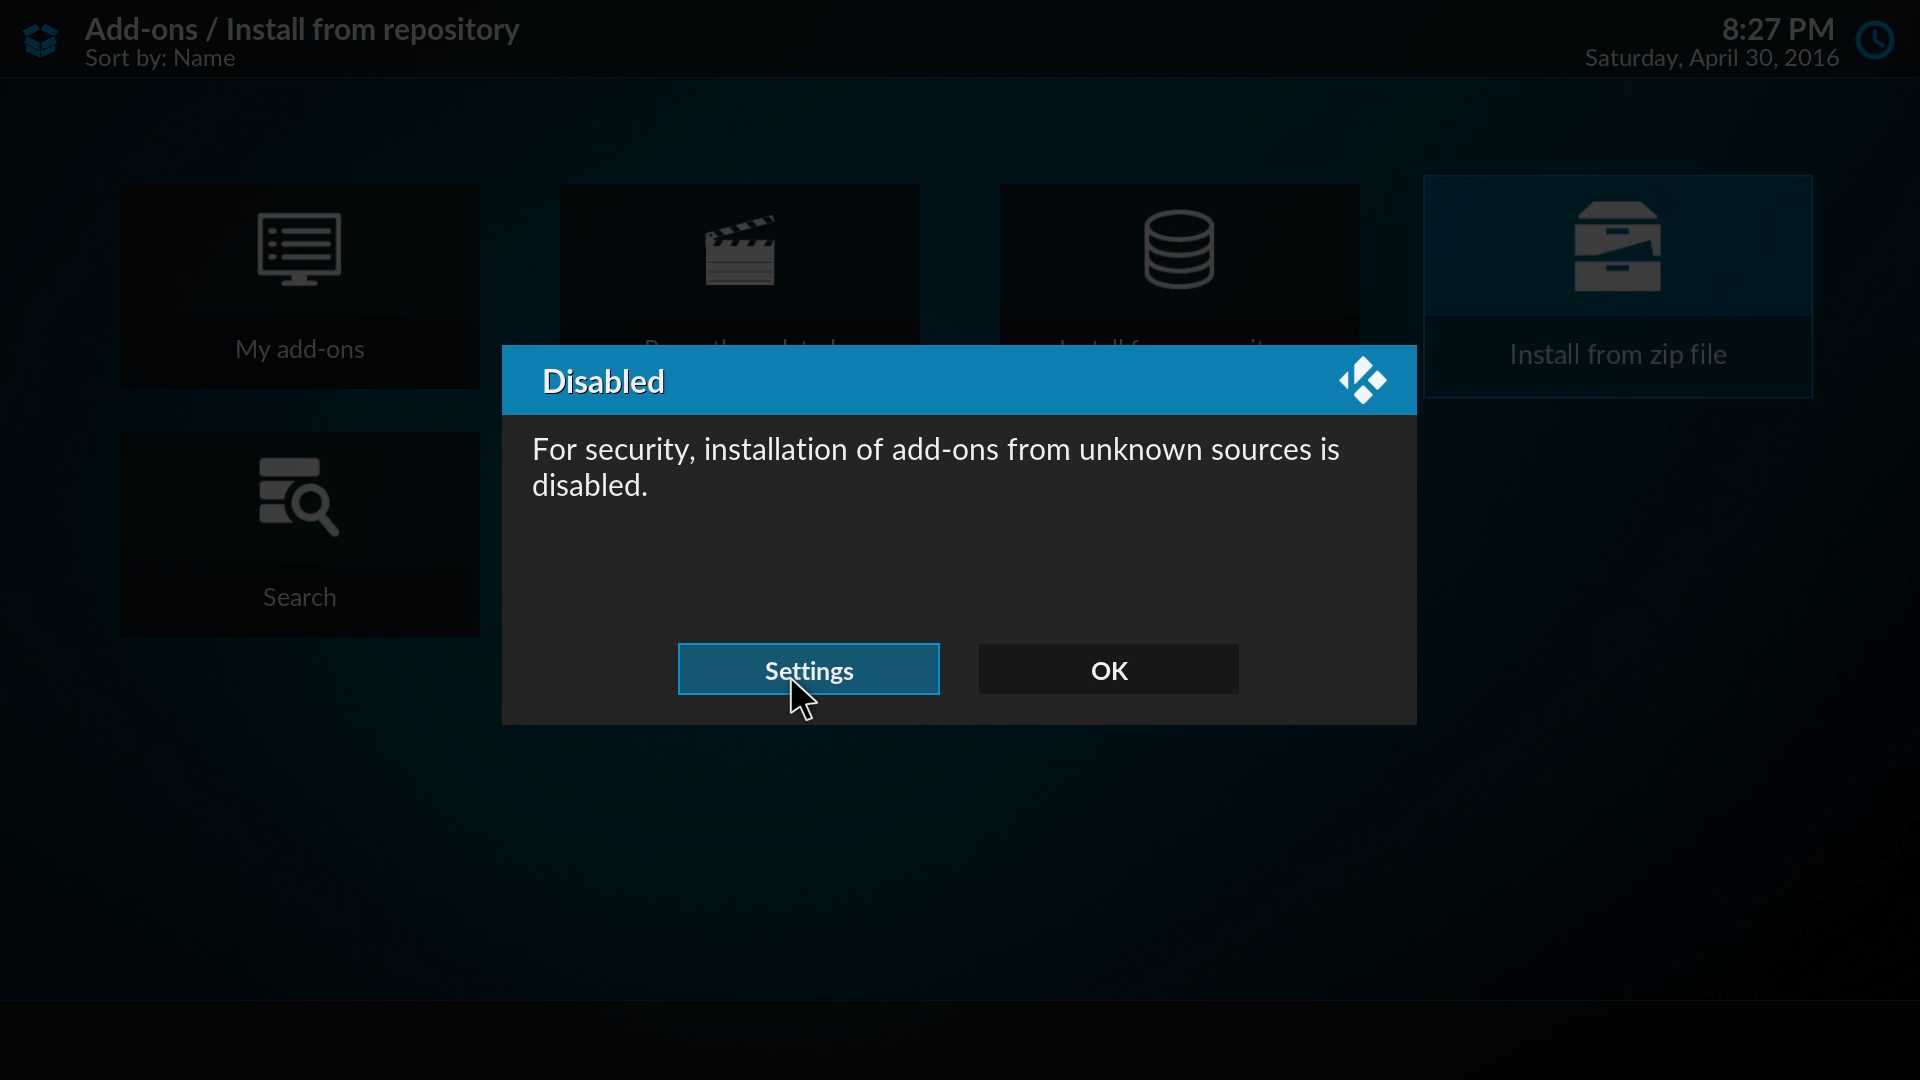 Add-ons / Install from repository
Sort by: Name
8:27 PM
Saturday, April 30, 2016
My add-ons
Install from zip file
Disabled
For security, installation of add-ons from unknown sources is
disabled.
Search
Settings
OK